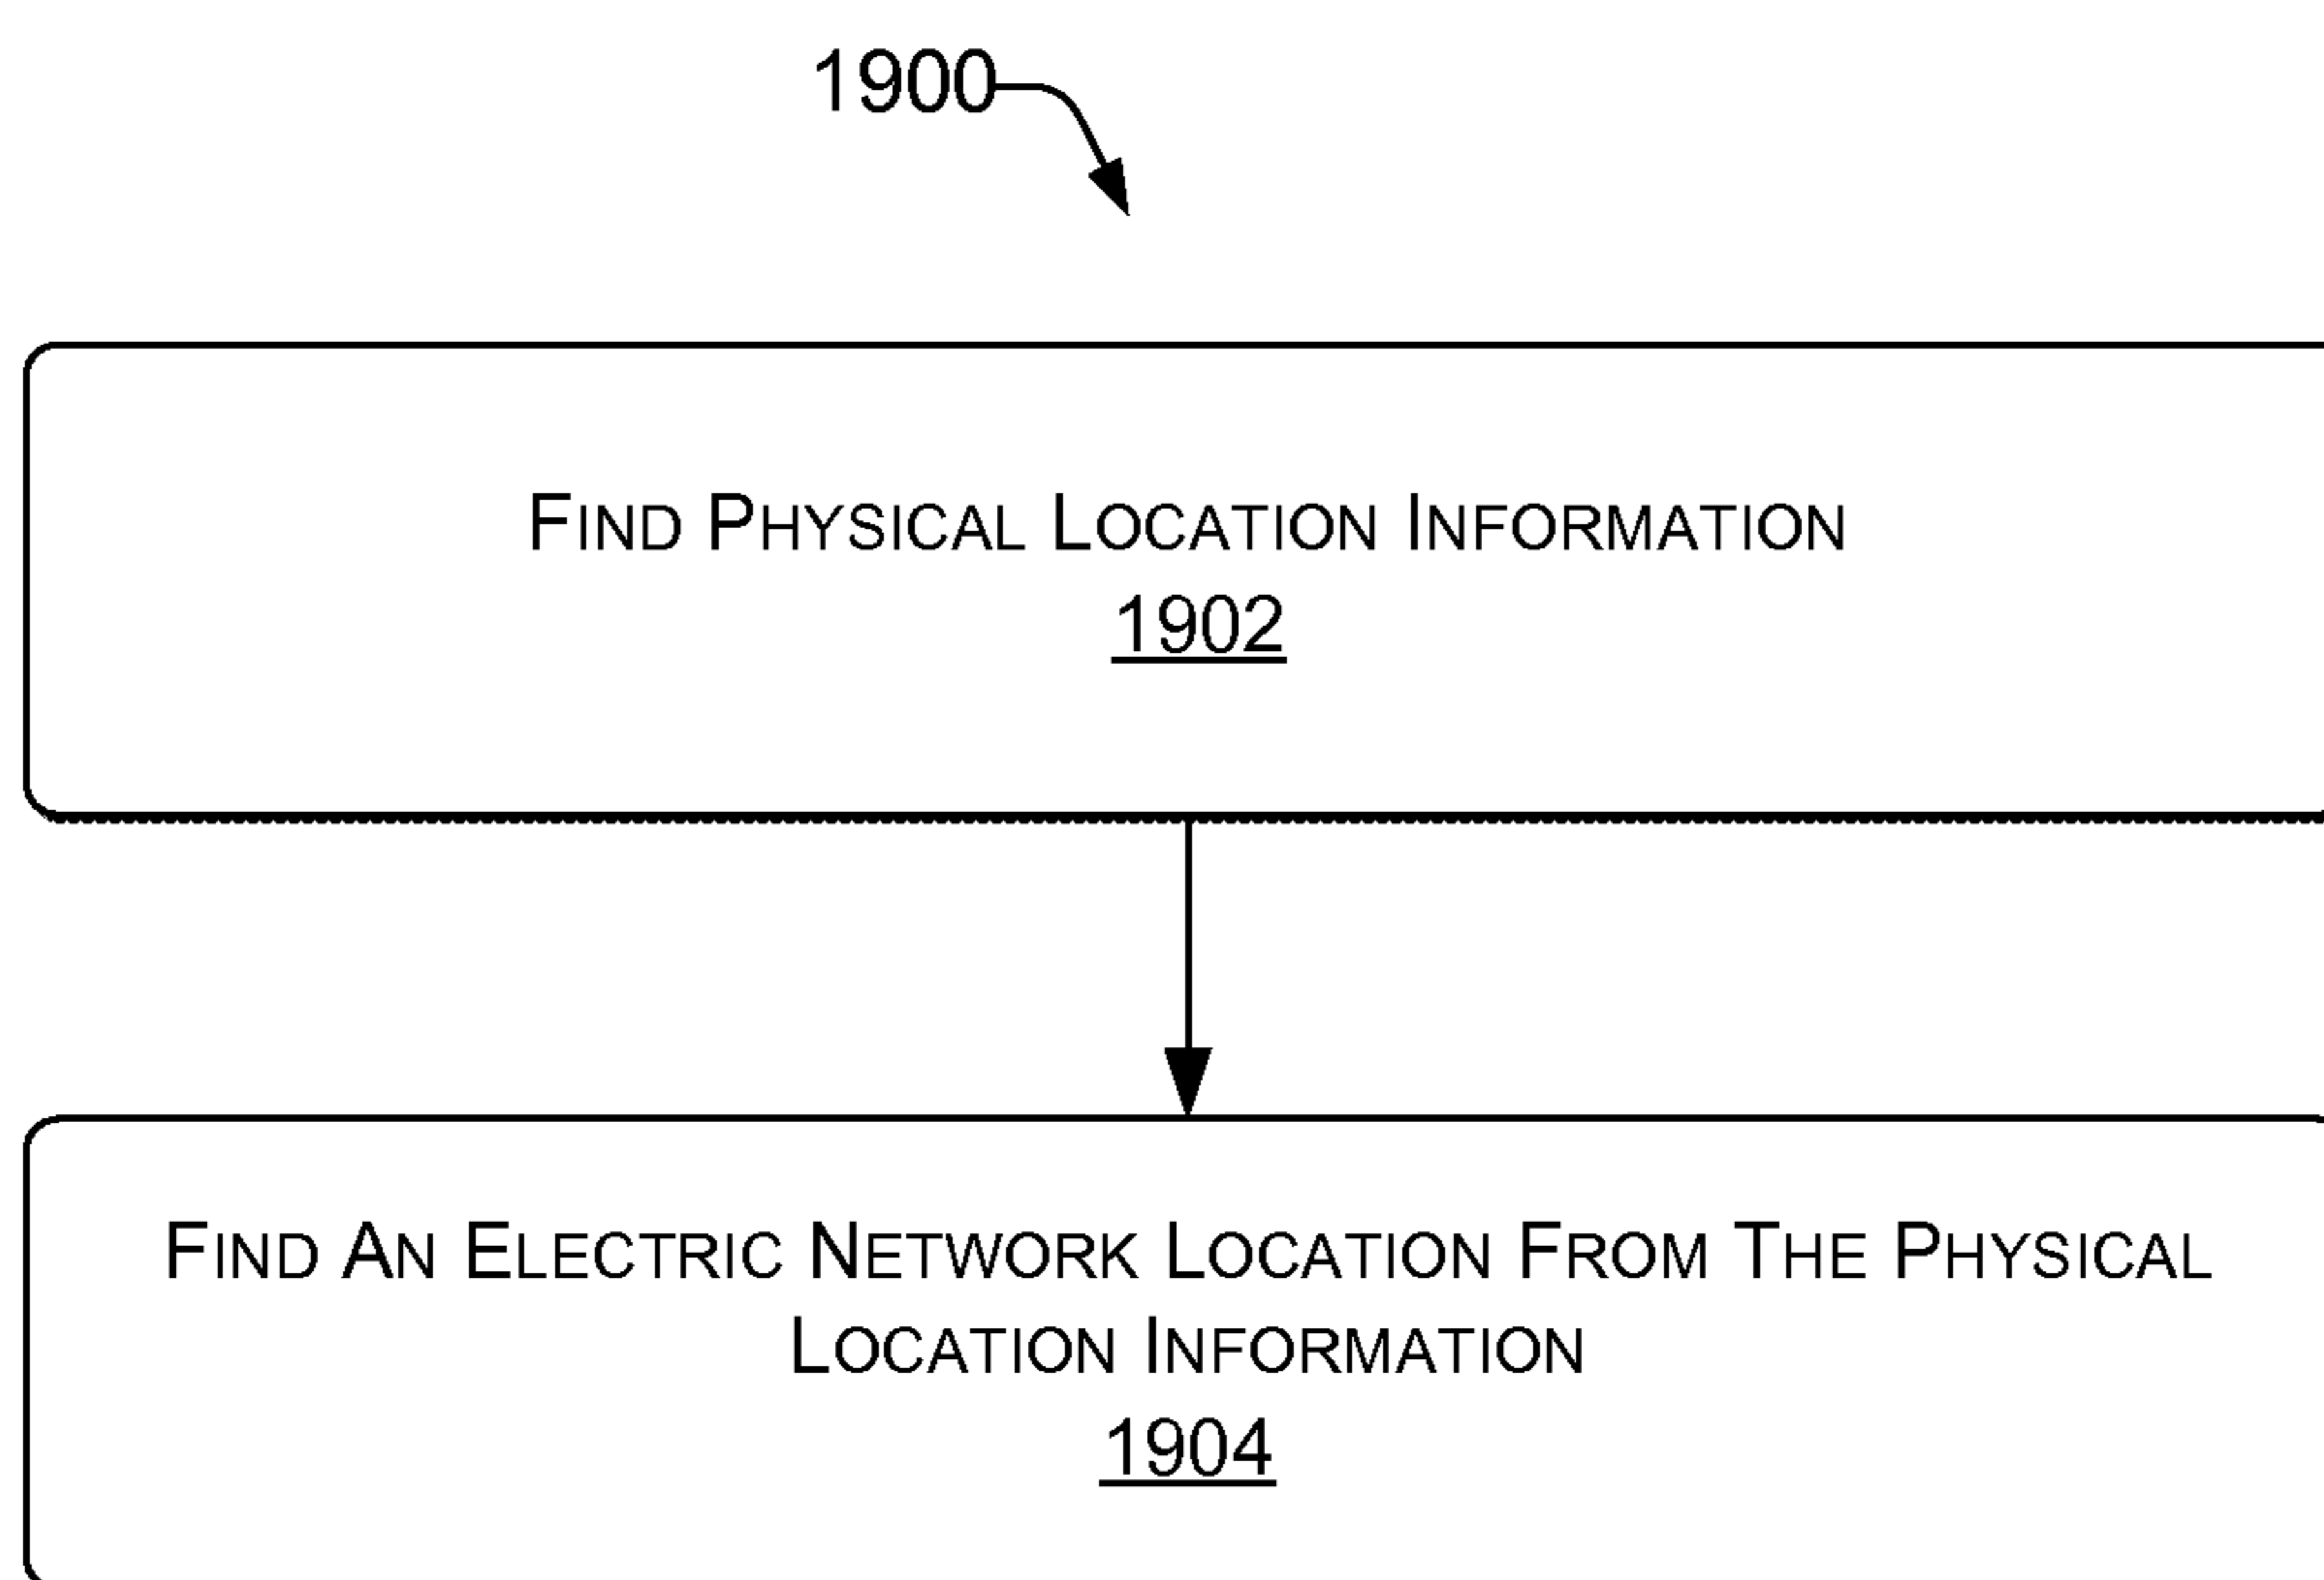 1900
FIND PHYSICAL LOCATION INFORMATION
1902
FIND AN ELECTRIC NETWORK LOCATION FROM THE PHYSICAL
LOCATION INFORMATION
1904